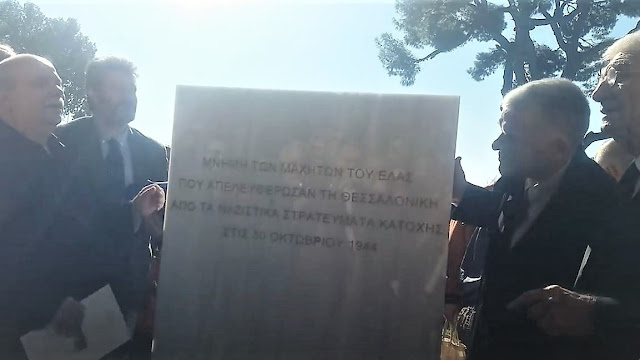 ΜΝΗΜΗ ΤΩΝ ΜΑΧΗΤΩΝ ΤΟΥ ΕΛΑΣ
ΠΟΥ ΑΠΕΛΕΥΘΕΡΩΣΑΝ ΤΗ ΘΕΣΣΑΛΟΝΙΚΗ
ΑΠΟ ΤΑ ΝΑΖΙΣΤΙΚΑ ΣΤΡΑΤΕΥΜΑΤΑ ΚΑΤΟΧΗΣ
ΣΤΙΣ 30 ΟΚΤΩΒΡΙΟΥ 1944